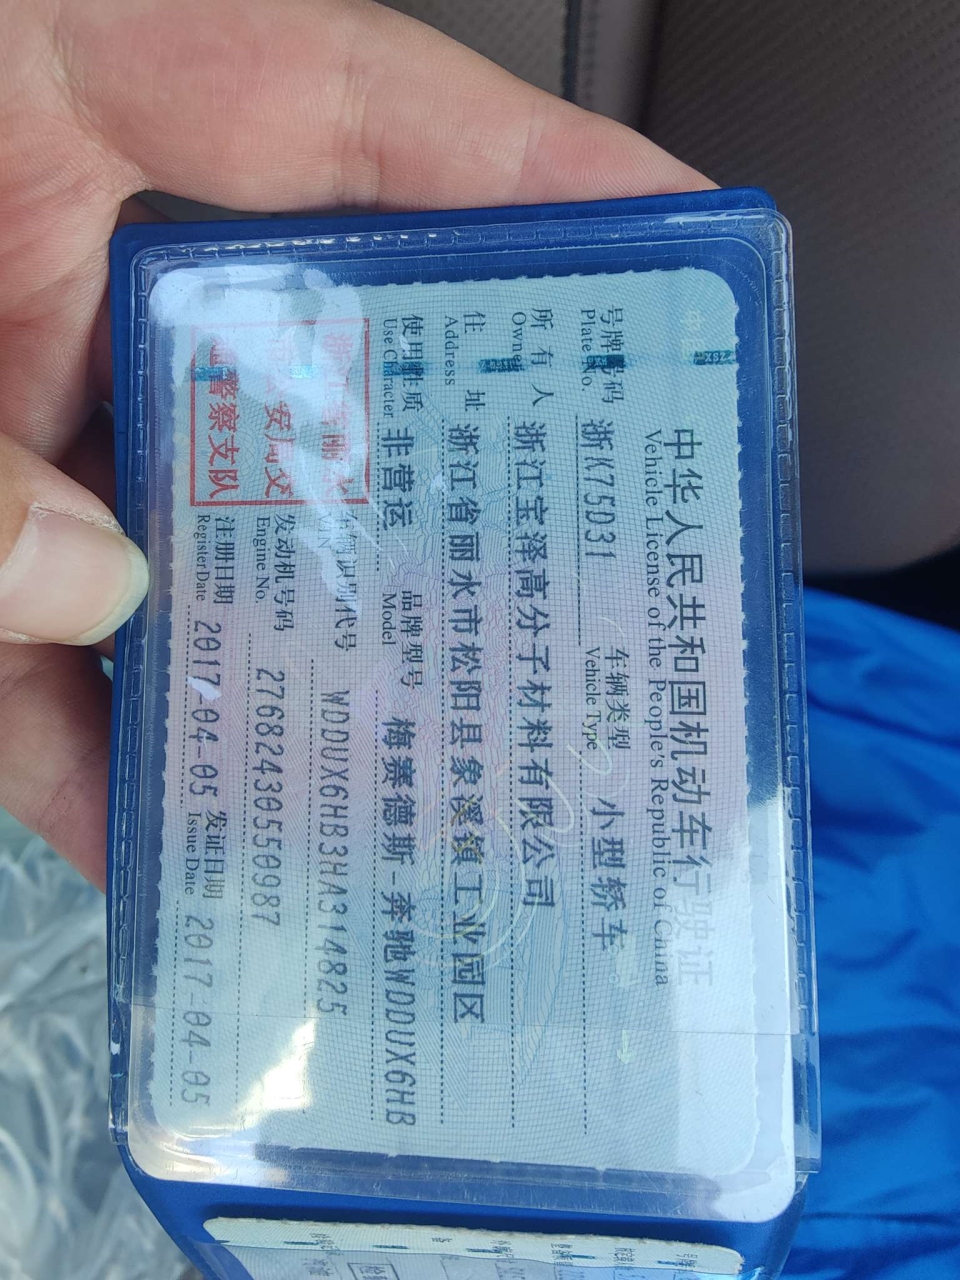 中华人民共和国机动车行驶证
Vehicle License of the People's Republic of China
号牌号码 浙K75D31 车辆类型 小型轿车
Plate No. Vehicle Type
所有人 浙江宝泽高分子材料有限公司
Owner
住址 浙江省丽水市松阳县象溪镇工业园区
Address
使用性质 非营运 品牌型号 梅赛德斯-奔驰WDDUX6HB
Use Character Model
车辆识别代号 WDDUX6HB3HA314825
VIN
发动机号码 27682430550987
Engine No.
注册日期 2017-04-05 发证日期 2017-04-05
Register Date Issue Date
浙江省丽水
市公安局交
通警察支队